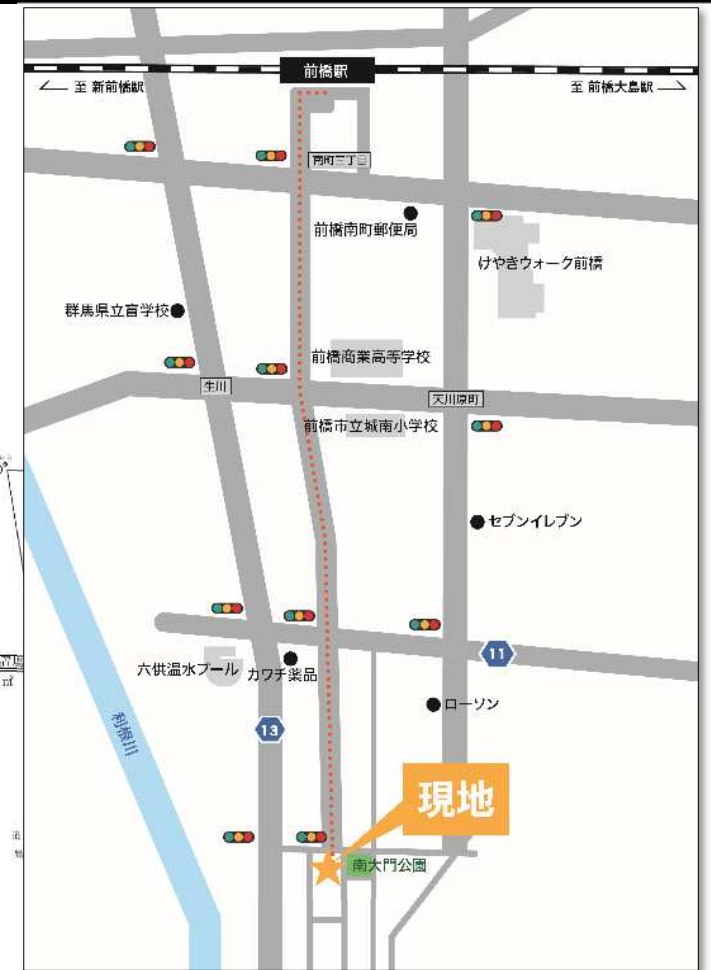 前橋駅
至 新前橋駅
至 前橋大島駅
南町三丁目
前橋南町郵便局
けやきウォーク前橋
群馬県立盲学校
前橋商業高等学校
生川
天川原町
前橋市立城南小学校
セブンイレブン
11
六供温水プール
カワチ薬品
ローソン
利根川
13
現地
南大門公園
㎡